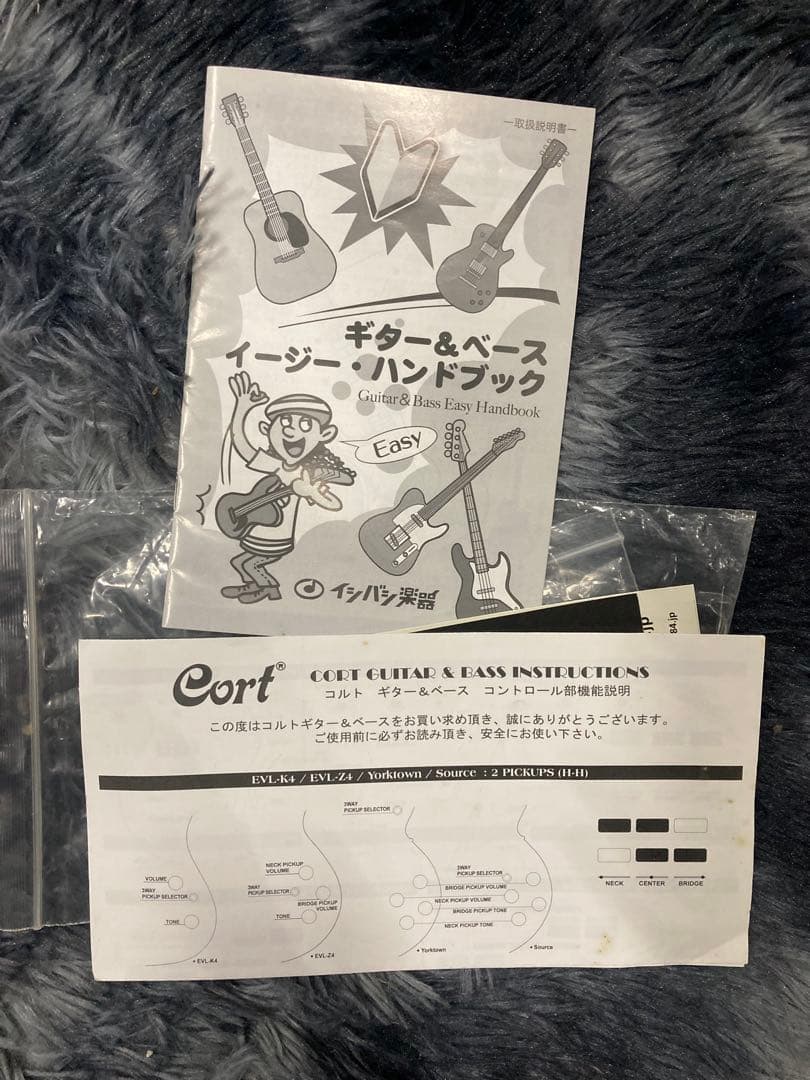 ー取扱説明書ー
ギター&ベース
イージー・ハンドブック
Guitar & Bass Easy Handbook
Easy
イシバシ楽器
84.jp
Cort®
CORT GUITAR & BASS INSTRUCTIONS
コルト ギター&ベース コントロール部機能説明
この度はコルトギター&ベースをお買い求め頂き、誠にありがとうございます。
ご使用前に必ずお読み頂き、安全にお使い下さい。
EVL-K4 / EVL-Z4 / Yorktown / Source : 2 PICKUPS (H-H)
VOLUME
3WAY
PICKUP SELECTOR
TONE
• EVL-K4
NECK PICKUP
VOLUME
3WAY
PICKUP SELECTOR
BRIDGE PICKUP
VOLUME
TONE
• EVL-Z4
3WAY
PICKUP SELECTOR
3WAY
PICKUP SELECTOR
BRIDGE PICKUP VOLUME
NECK PICKUP VOLUME
BRIDGE PICKUP TONE
NECK PICKUP TONE
• Yorktown
• Source
NECK
CENTER
BRIDGE